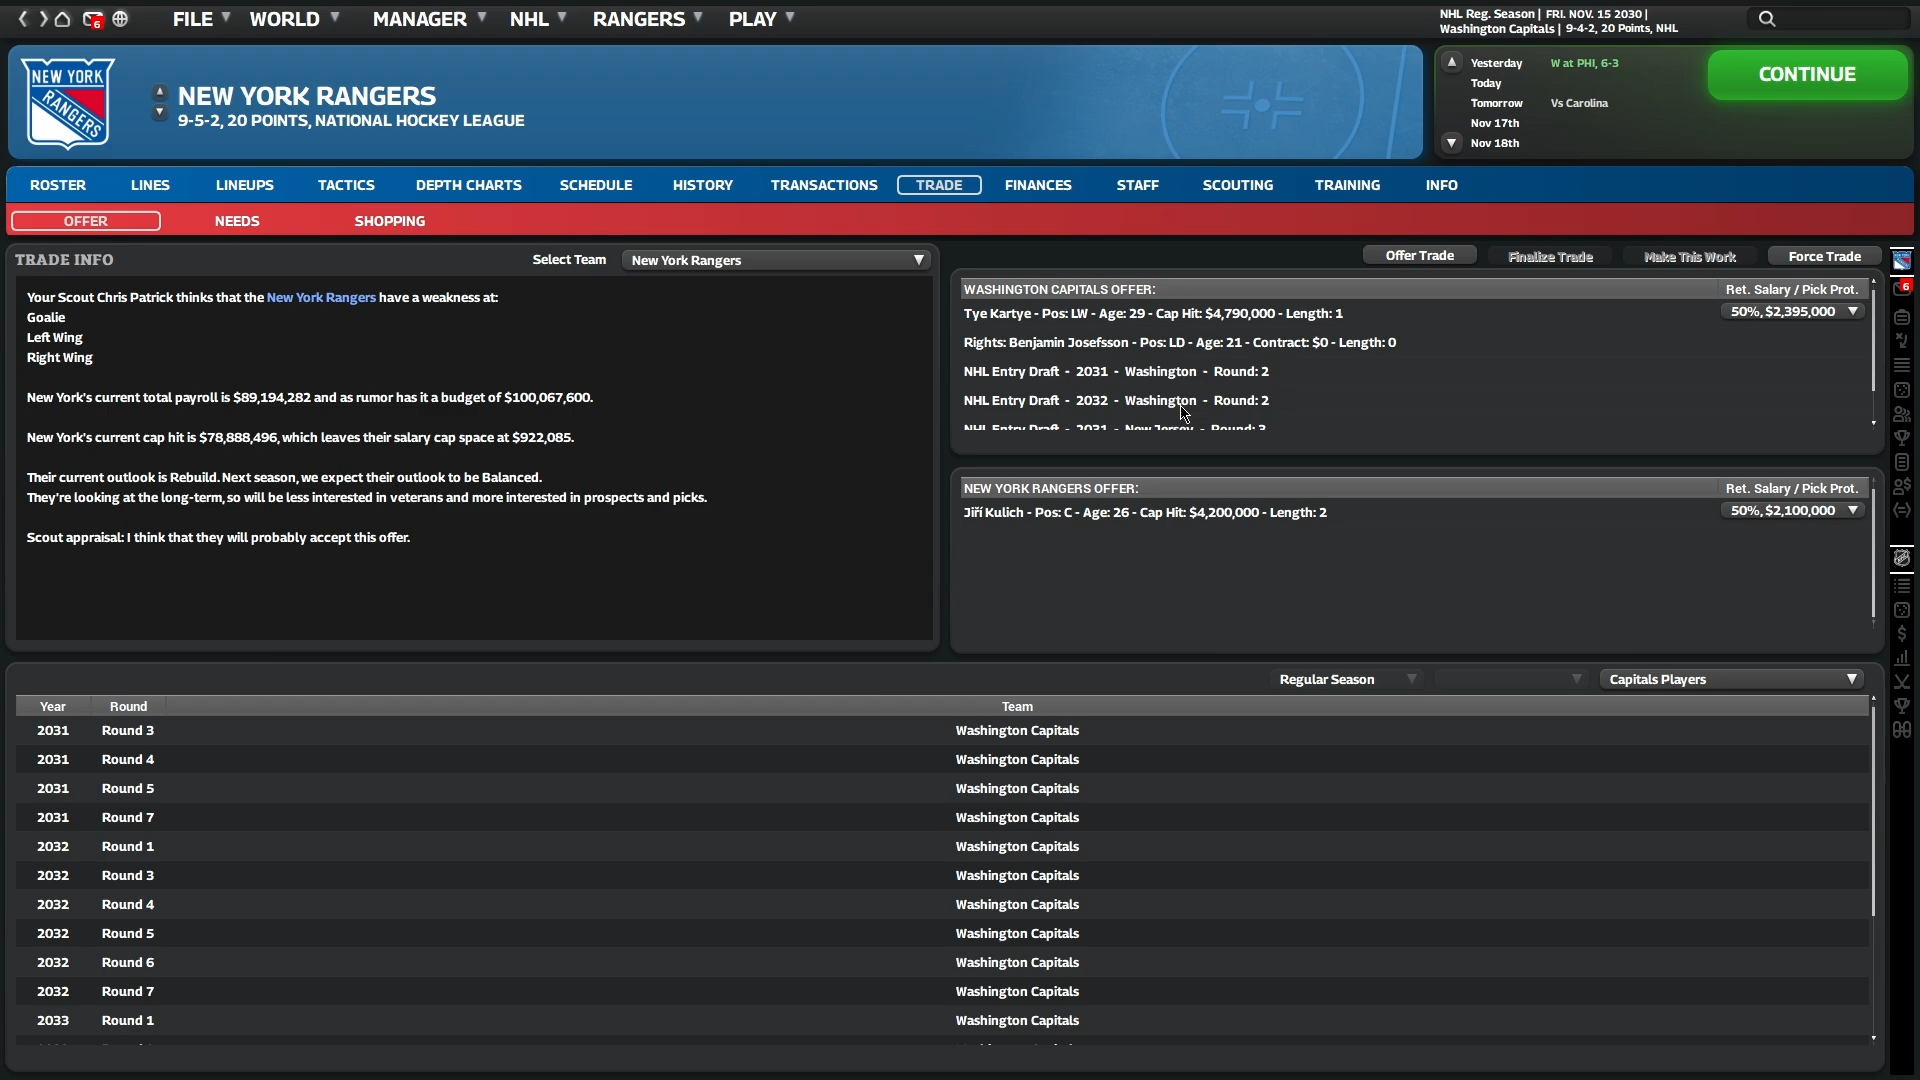 6
FILE
WORLD
MANAGER
NHL
RANGERS
PLAY
NHL Reg. Season | FRI. NOV. 15 2030 |
Washington Capitals | 9-4-2, 20 Points, NHL
NEW YORK
RANGERS
NEW YORK RANGERS
9-5-2, 20 POINTS, NATIONAL HOCKEY LEAGUE
Yesterday W at PHI, 6-3
Today
Tomorrow Vs Carolina
Nov 17th
Nov 18th
CONTINUE
ROSTER LINES LINEUPS TACTICS DEPTH CHARTS SCHEDULE HISTORY TRANSACTIONS TRADE FINANCES STAFF SCOUTING TRAINING INFO
OFFER NEEDS SHOPPING
TRADE INFO
Select Team New York Rangers
Your Scout Chris Patrick thinks that the New York Rangers have a weakness at:
Goalie
Left Wing
Right Wing
New York's current total payroll is $89,194,282 and as rumor has it a budget of $100,067,600.
New York's current cap hit is $78,888,496, which leaves their salary cap space at $922,085.
Their current outlook is Rebuild. Next season, we expect their outlook to be Balanced.
They're looking at the long-term, so will be less interested in veterans and more interested in prospects and picks.
Scout appraisal: I think that they will probably accept this offer.
Offer Trade Finalize Trade Make This Work Force Trade
WASHINGTON CAPITALS OFFER: Ret. Salary / Pick Prot.
Tye Kartye - Pos: LW - Age: 29 - Cap Hit: $4,790,000 - Length: 1 50%, $2,395,000
Rights: Benjamin Josefsson - Pos: LD - Age: 21 - Contract: $0 - Length: 0
NHL Entry Draft - 2031 - Washington - Round: 2
NHL Entry Draft - 2032 - Washington - Round: 2
NHL Entry Draft - 2031 - New Jersey - Round: 3
NEW YORK RANGERS OFFER: Ret. Salary / Pick Prot.
Jiří Kulich - Pos: C - Age: 26 - Cap Hit: $4,200,000 - Length: 2 50%, $2,100,000
6
Regular Season
Capitals Players
Year Round Team
2031 Round 3 Washington Capitals
2031 Round 4 Washington Capitals
2031 Round 5 Washington Capitals
2031 Round 7 Washington Capitals
2032 Round 1 Washington Capitals
2032 Round 3 Washington Capitals
2032 Round 4 Washington Capitals
2032 Round 5 Washington Capitals
2032 Round 6 Washington Capitals
2032 Round 7 Washington Capitals
2033 Round 1 Washington Capitals